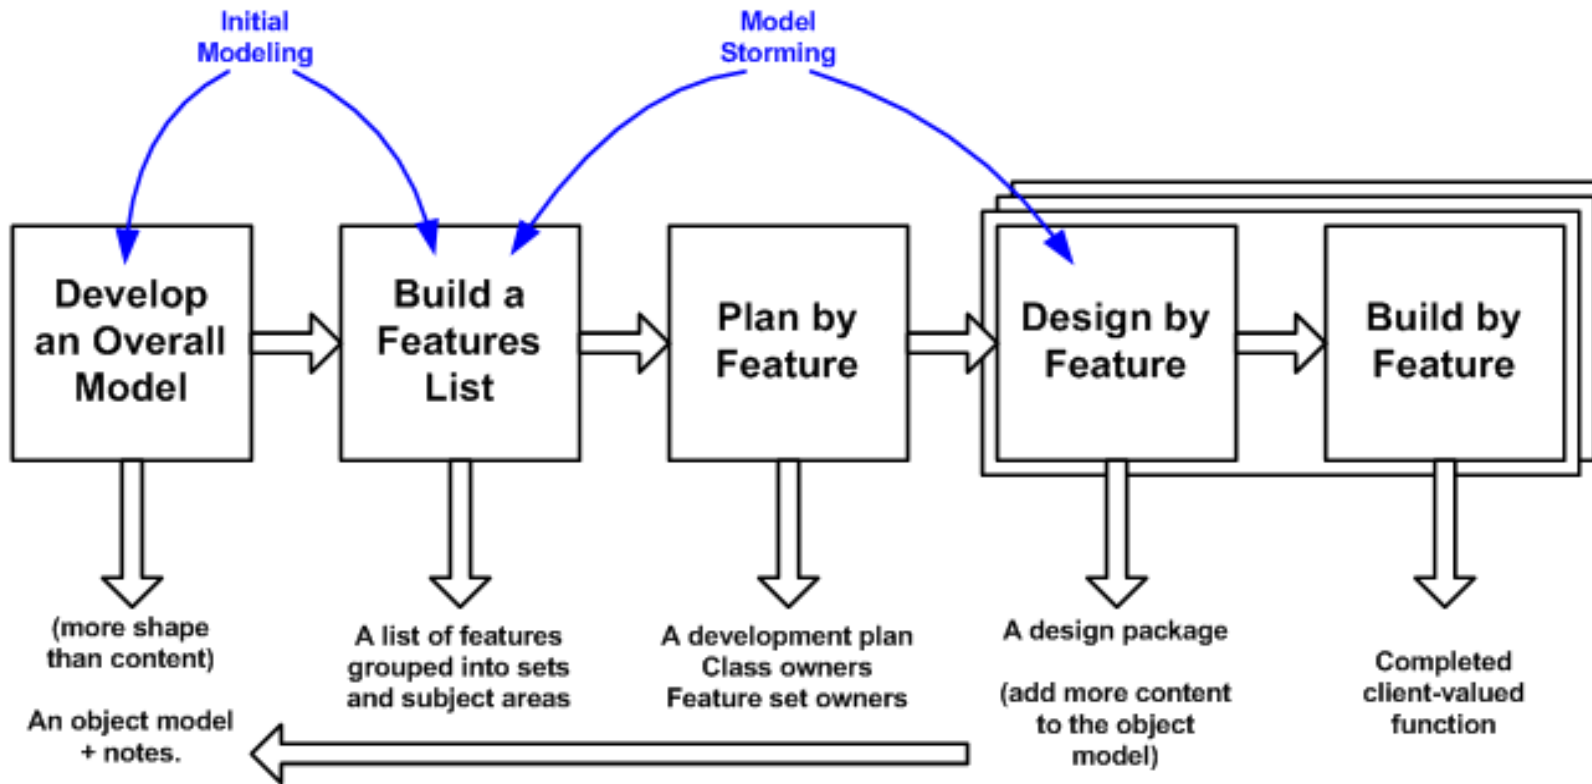 Initial
Modeling
Model
Storming
Develop
an Overall
Model
Build a
Features
List
Plan by
Feature
Design by
Feature
Build by
Feature
(more shape
than content)
An object model
+ notes.
A list of features
grouped into sets
and subject areas
A development plan
Class owners
Feature set owners
A design package
(add more content
to the object
model)
Completed
client-valued
function